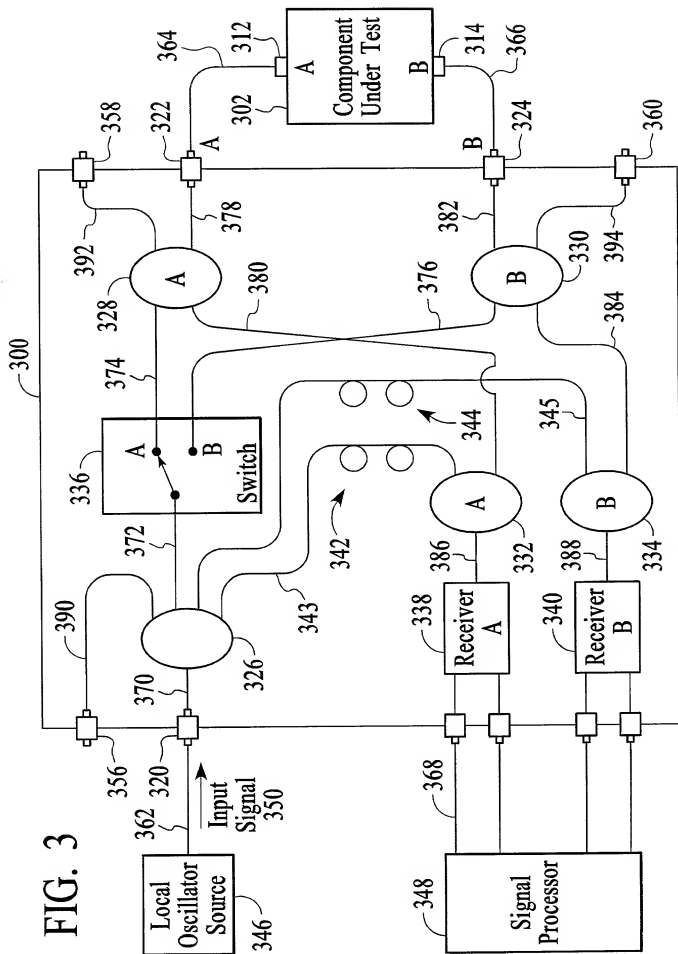 FIG. 3
300
Local
Oscillator
Source
346
362
Input
Signal
350
320
356
370
390
326
372
336
A
B
Switch
374
328
A
392
358
378
322
A
364
312
A
Component
Under Test
B
302
314
366
B
324
382
380
376
B
330
394
360
384
343
342
344
345
A
332
386
338
Receiver
A
B
334
388
340
Receiver
B
368
348
Signal
Processor